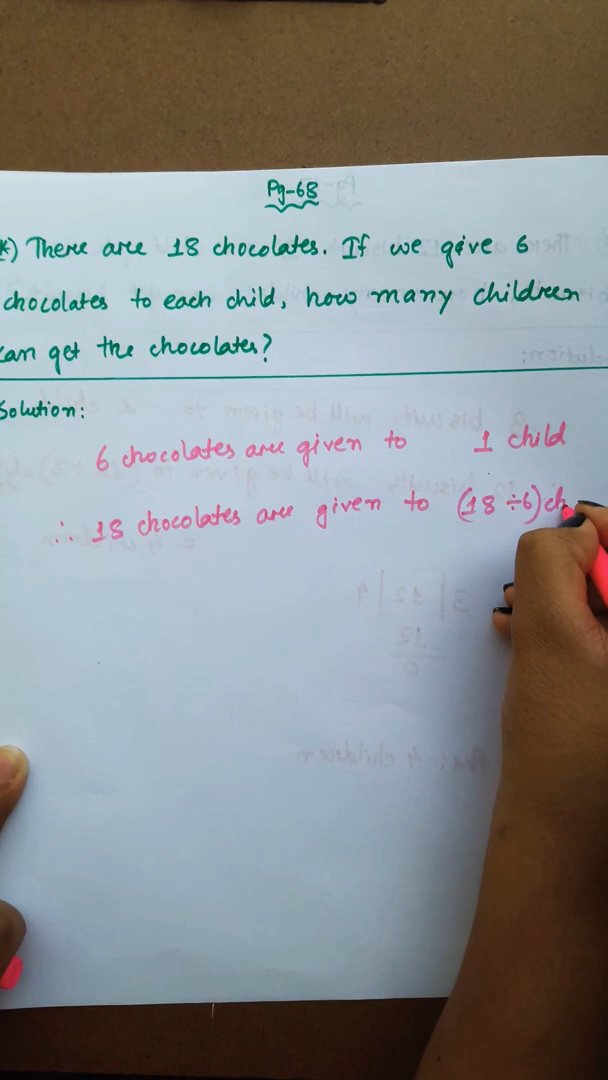 Pg-68
*) There are 18 chocolates. If we give 6
chocolates to each child, how many children
can get the chocolates?
Solution:
6 chocolates are given to 1 child
∴ 18 chocolates are given to (18 ÷6)ch